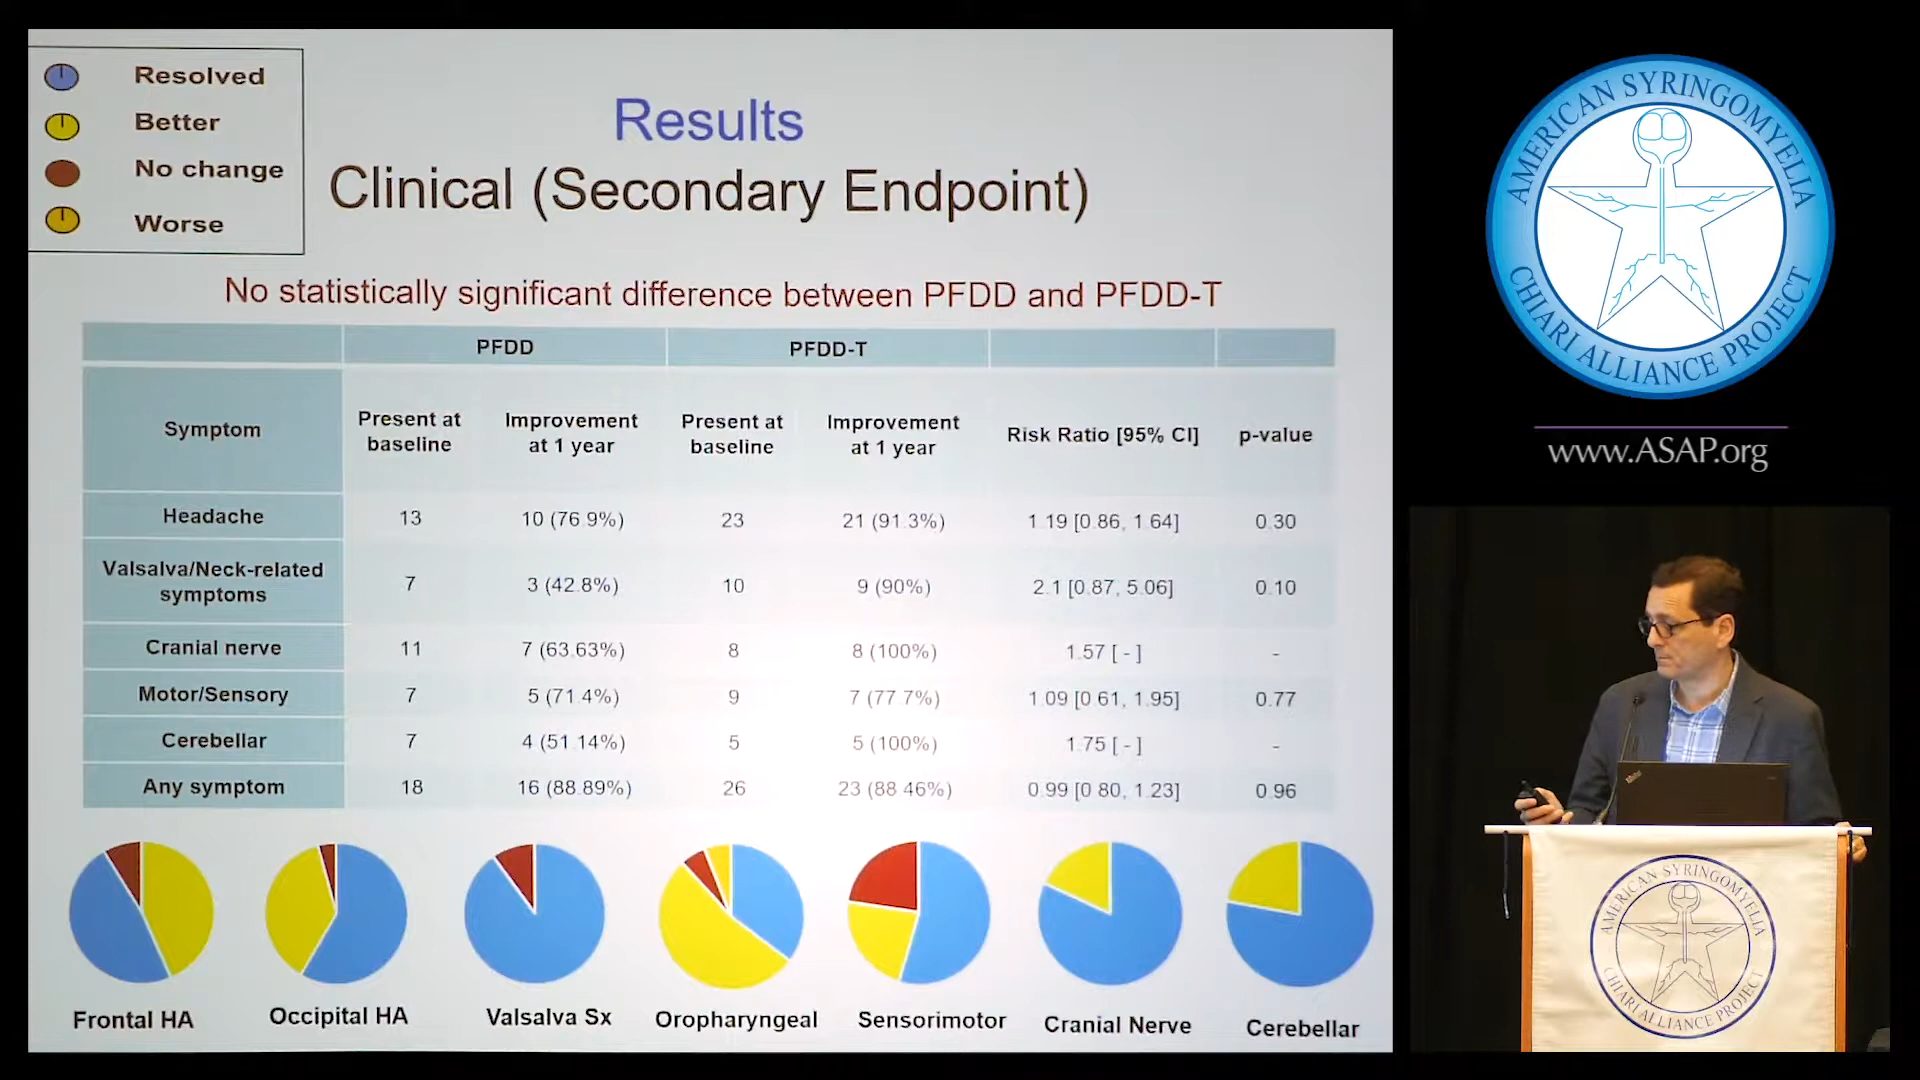 Resolved
Better
No change
Worse
Results
Clinical (Secondary Endpoint)
No statistically significant difference between PFDD and PFDD-T
PFDD PFDD-T
Symptom Present at baseline Improvement at 1 year Present at baseline Improvement at 1 year Risk Ratio [95% CI] p-value
Headache 13 10 (76.9%) 23 21 (91.3%) 1.19 [0.86, 1.64] 0.30
Valsalva/Neck-related symptoms 7 3 (42.8%) 10 9 (90%) 2.1 [0.87, 5.06] 0.10
Cranial nerve 11 7 (63.63%) 8 8 (100%) 1.57 [ - ] -
Motor/Sensory 7 5 (71.4%) 9 7 (77.7%) 1.09 [0.61, 1.95] 0.77
Cerebellar 7 4 (51.14%) 5 5 (100%) 1.75 [ - ] -
Any symptom 18 16 (88.89%) 26 23 (88.46%) 0.99 [0.80, 1.23] 0.96
Frontal HA Occipital HA Valsalva Sx Oropharyngeal Sensorimotor Cranial Nerve Cerebellar
AMERICAN SYRINGOMYELIA
CHIARI ALLIANCE PROJECT
www.ASAP.org
AMERICAN SYRINGOMYELIA
CHIARI ALLIANCE PROJECT